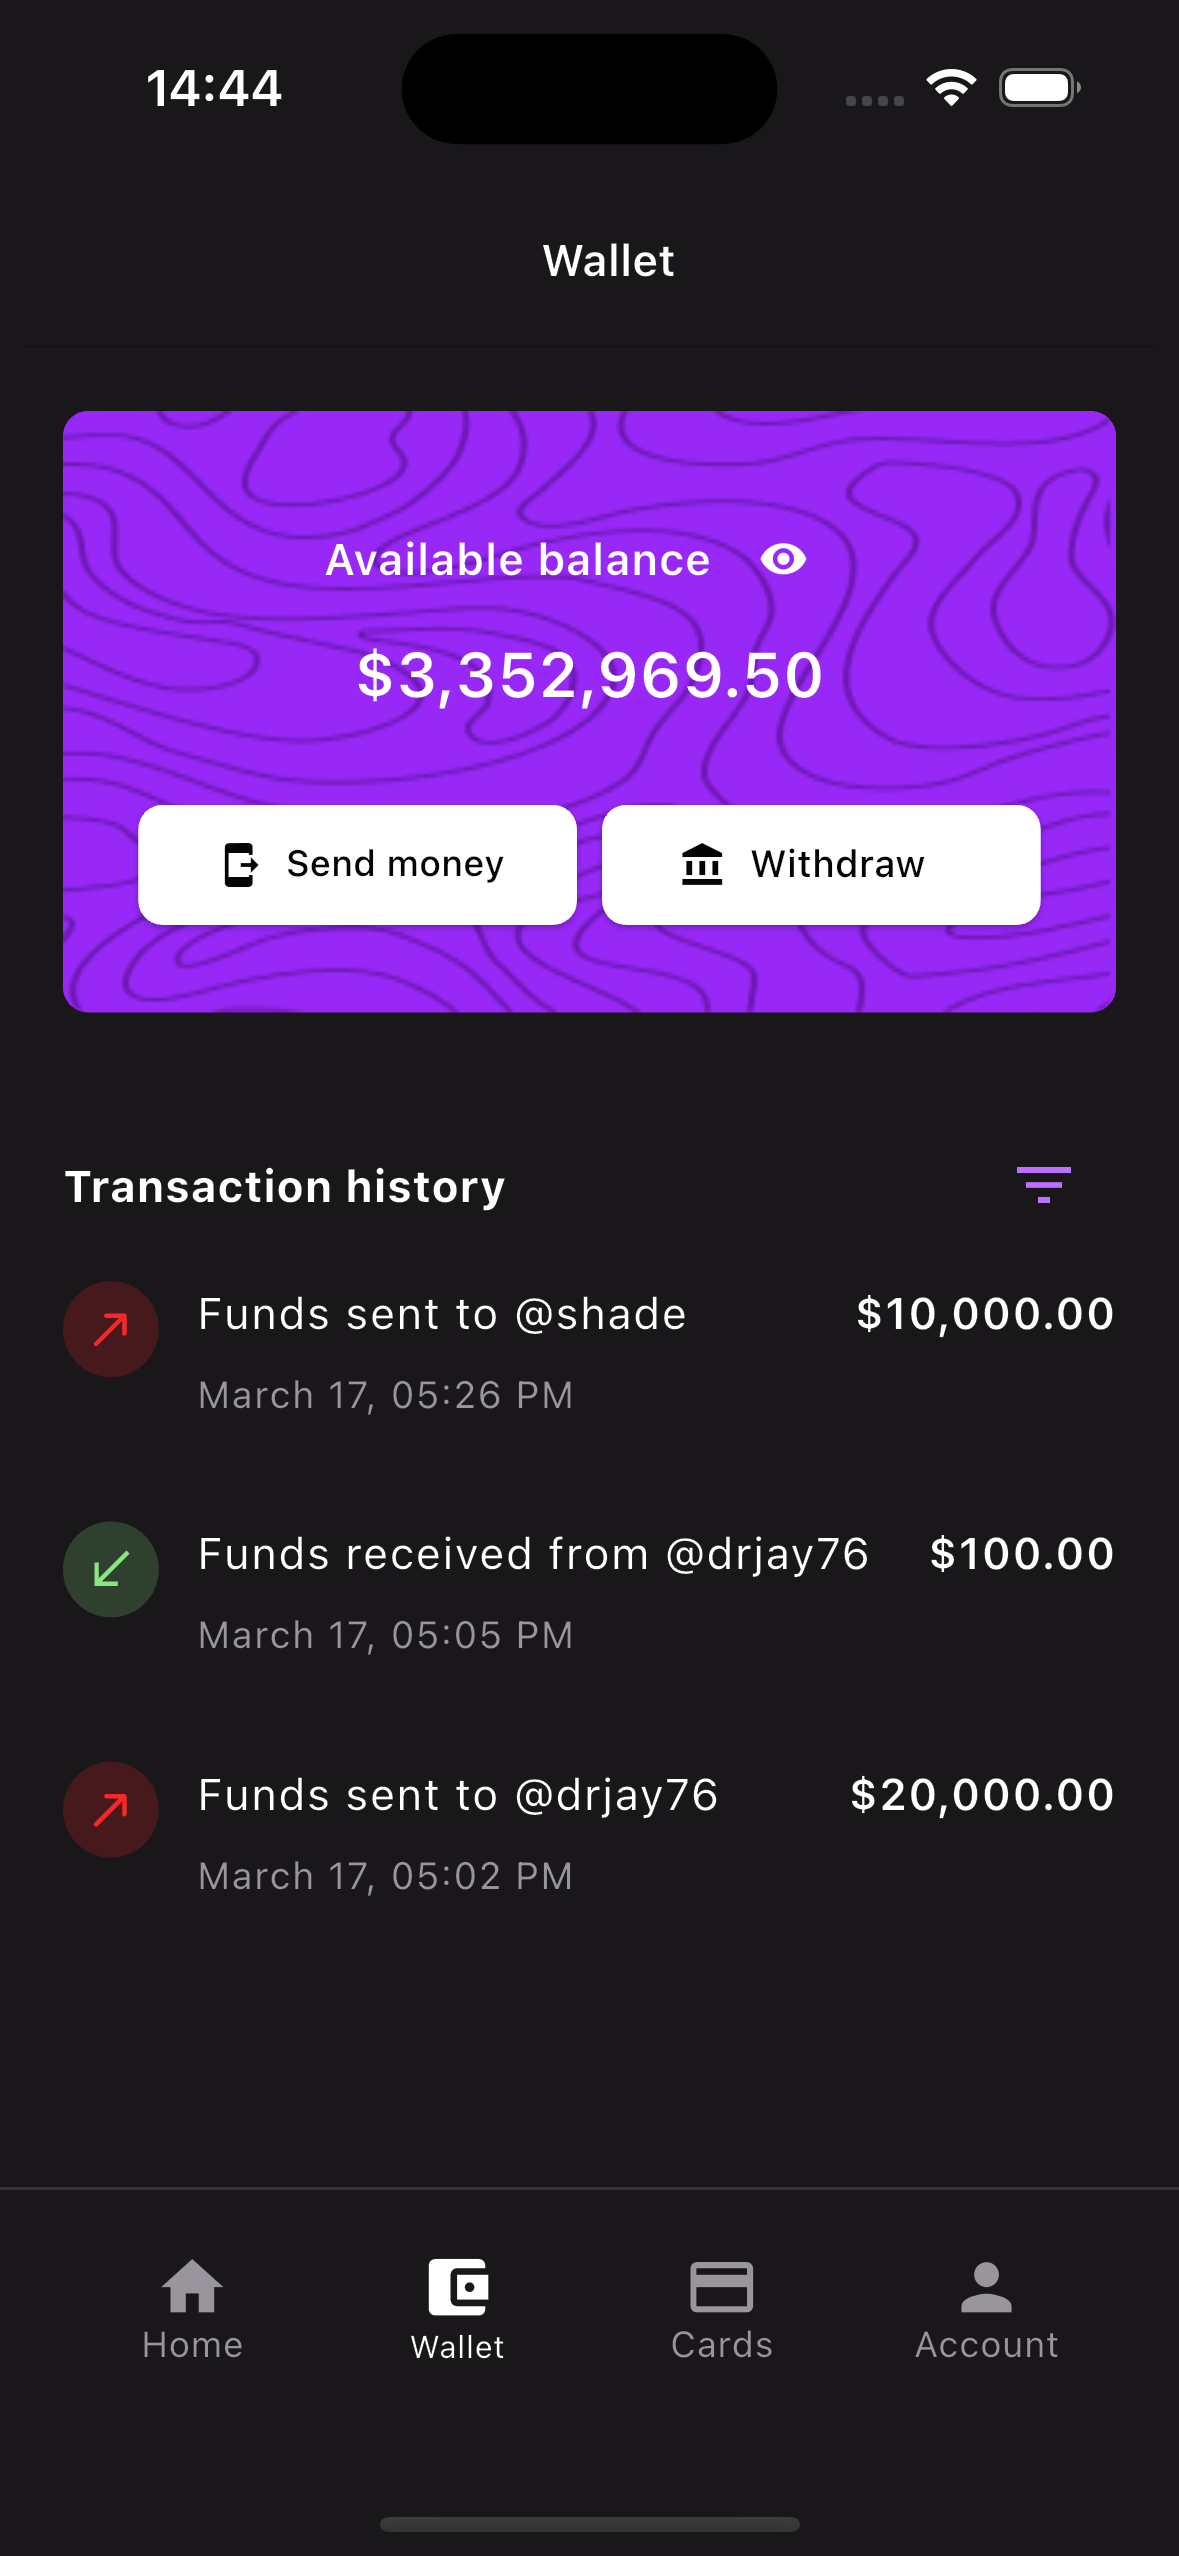 14:44
Wallet
Available balance
$3,352,969.50
Send money
Withdraw
Transaction history
Funds sent to @shade
$10,000.00
March 17, 05:26 PM
Funds received from @drjay76
$100.00
March 17, 05:05 PM
Funds sent to @drjay76
$20,000.00
March 17, 05:02 PM
Home
Wallet
Cards
Account